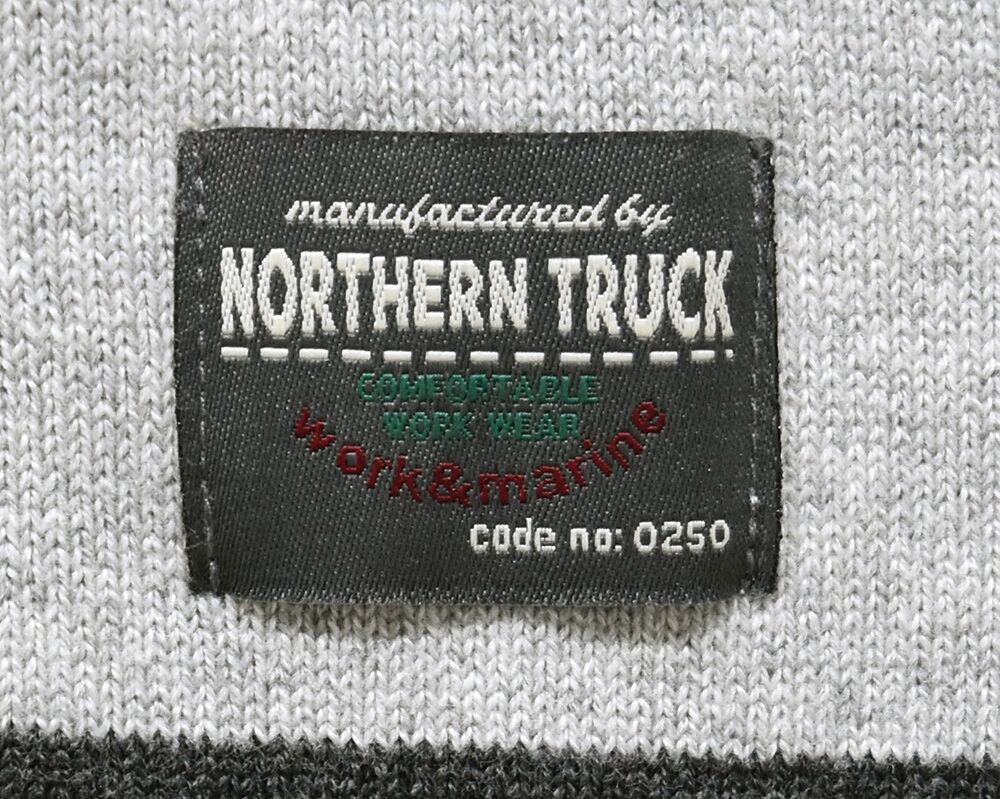 manufactured by
NORTHERN TRUCK
COMFORTABLE
WORK WEAR
work&marine
code no: 0250